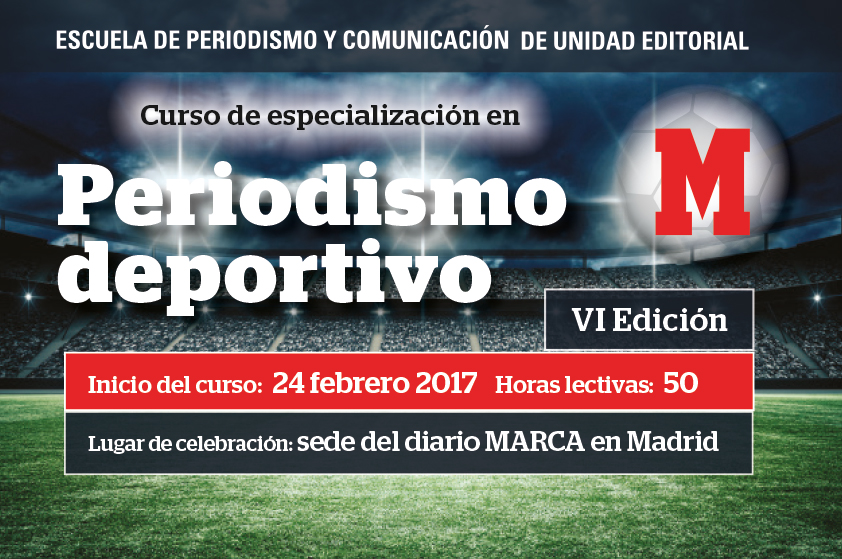 ESCUELA DE PERIODISMO Y COMUNICACIÓN DE UNIDAD EDITORIAL
Curso de especialización en
Periodismo
deportivo
M
VI Edición
Inicio del curso: 24 febrero 2017 Horas lectivas: 50
Lugar de celebración: sede del diario MARCA en Madrid